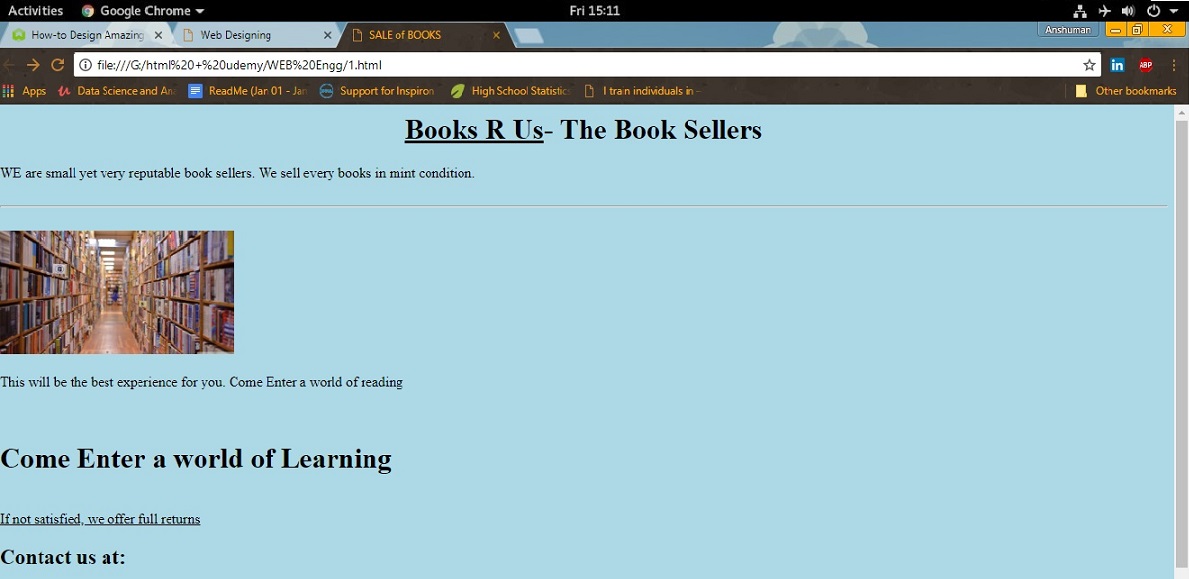 Activities Google Chrome Fri 15:11
How-to Design Amazing Web Designing SALE of BOOKS Anshuman
file:///G:/html%20+%20udemy/WEB%20Engg/1.html in ABP
Apps Data Science and Ana ReadMe (Jan 01 - Jan Support for Inspiron High School Statistics I train individuals in – Other bookmarks
Books R Us- The Book Sellers
WE are small yet very reputable book sellers. We sell every books in mint condition.
This will be the best experience for you. Come Enter a world of reading
Come Enter a world of Learning
If not satisfied, we offer full returns
Contact us at: